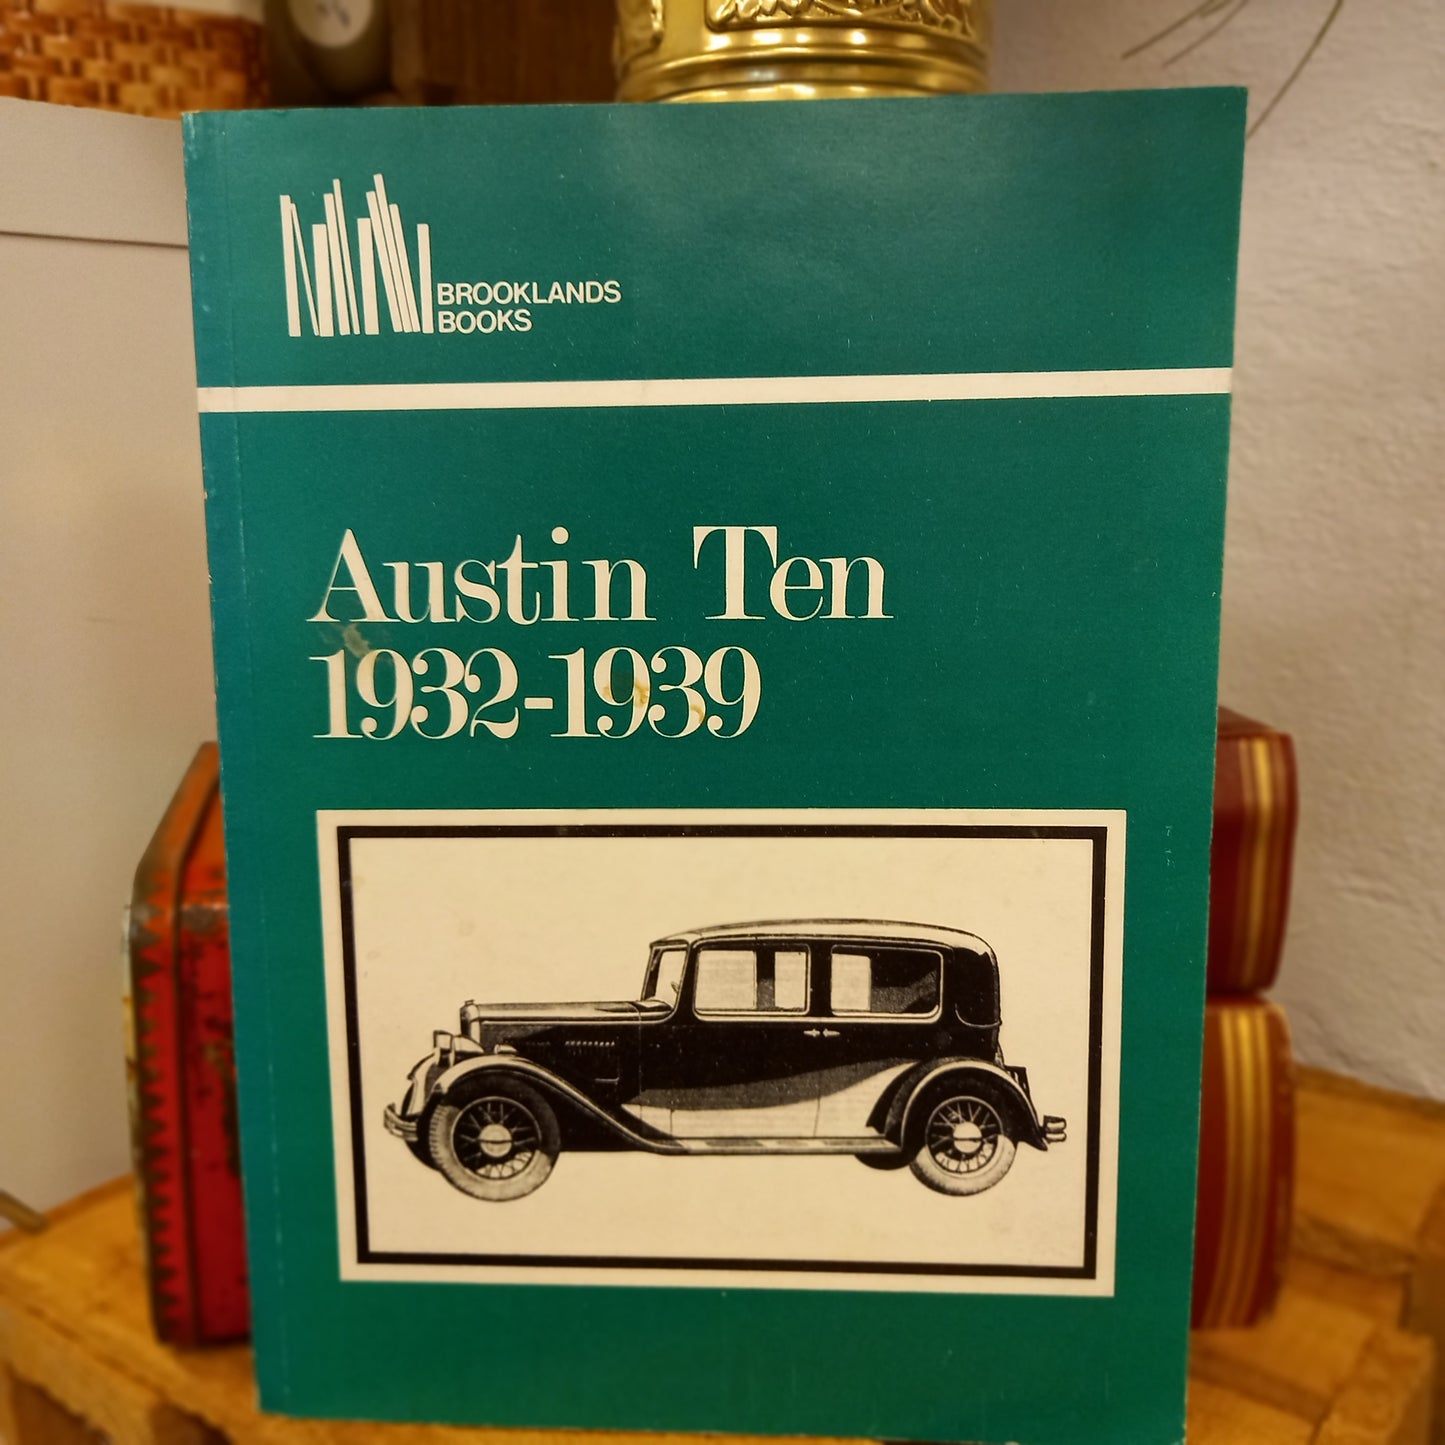 BROOKLANDS
BOOKS
Austin Ten
1932-1939